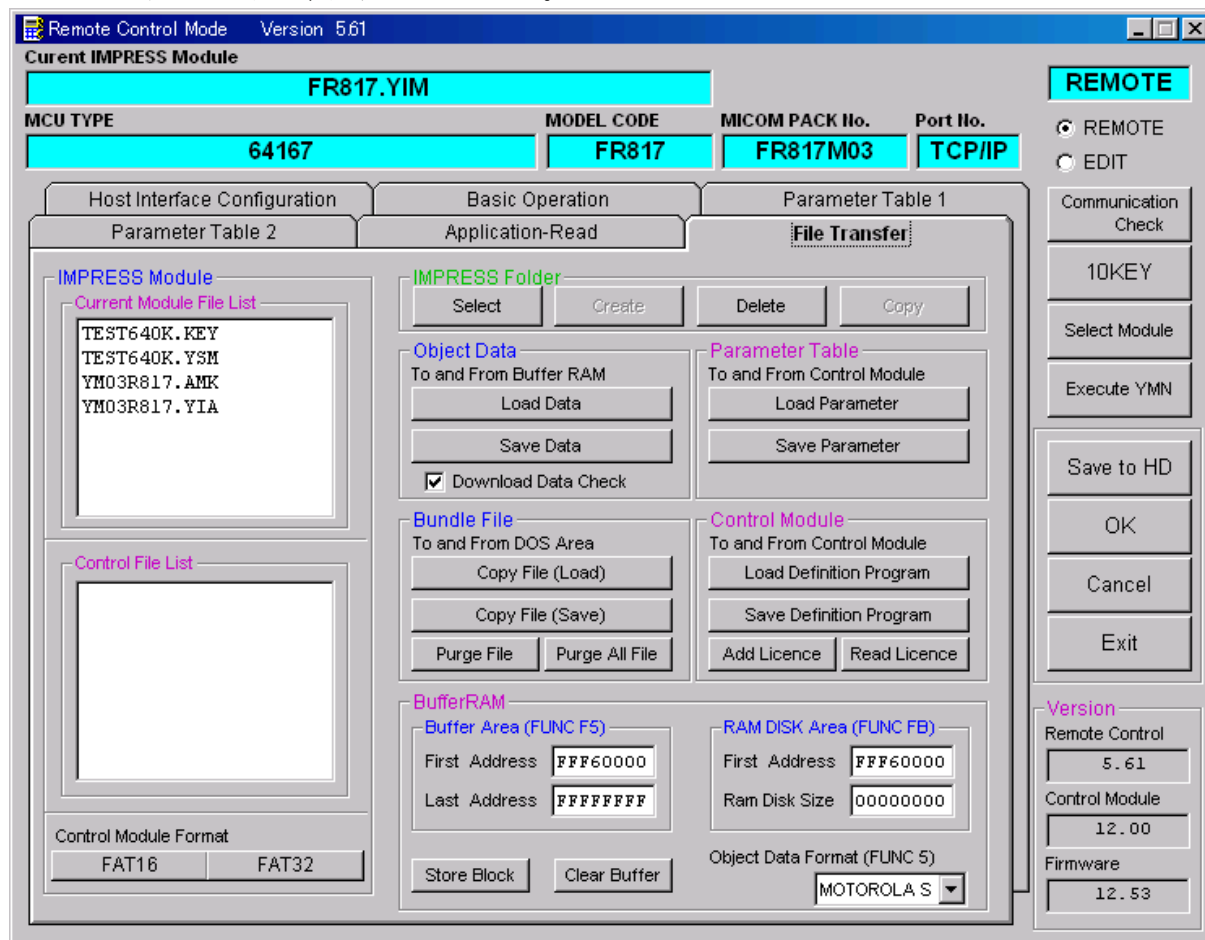 Remote Control Mode Version 5.61
Curent IMPRESS Module
FR817.YIM
REMOTE
MCU TYPE
MODEL CODE
MICOM PACK No.
Port No.
64167
FR817
FR817M03
TCP/IP
REMOTE
EDIT
Host Interface Configuration
Basic Operation
Parameter Table 1
Parameter Table 2
Application-Read
File Transfer
Communication
Check
10KEY
Select Module
Execute YMN
Save to HD
OK
Cancel
Exit
IMPRESS Module
Current Module File List
TEST640K.KEY
TEST640K.YSM
YM03R817.AMK
YM03R817.YIA
Control File List
Control Module Format
FAT16
FAT32
IMPRESS Folder
Select
Create
Delete
Copy
Object Data
To and From Buffer RAM
Load Data
Save Data
Download Data Check
Parameter Table
To and From Control Module
Load Parameter
Save Parameter
Bundle File
To and From DOS Area
Copy File (Load)
Copy File (Save)
Purge File
Purge All File
Control Module
To and From Control Module
Load Definition Program
Save Definition Program
Add Licence
Read Licence
BufferRAM
Buffer Area (FUNC F5)
First Address FFF60000
Last Address FFFFFFFF
RAM DISK Area (FUNC FB)
First Address FFF60000
Ram Disk Size 00000000
Store Block
Clear Buffer
Object Data Format (FUNC 5)
MOTOROLA S
Version
Remote Control
5.61
Control Module
12.00
Firmware
12.53